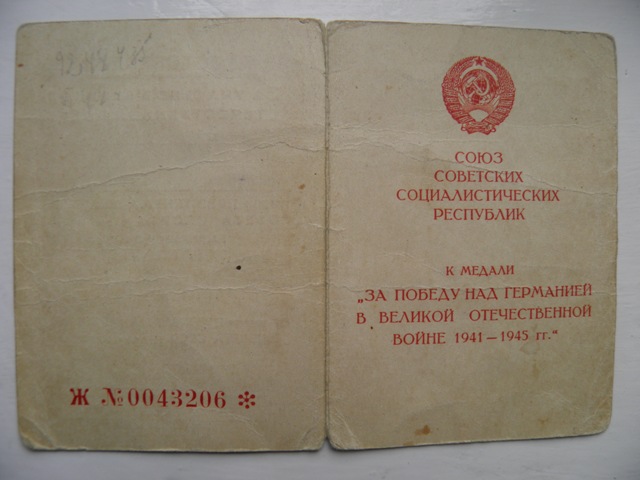 Ж №0043206 *
СОЮЗ
СОВЕТСКИХ
СОЦИАЛИСТИЧЕСКИХ
РЕСПУБЛИК
К МЕДАЛИ
„ЗА ПОБЕДУ НАД ГЕРМАНИЕЙ
В ВЕЛИКОЙ ОТЕЧЕСТВЕННОЙ
ВОЙНЕ 1941—1945 гг.“